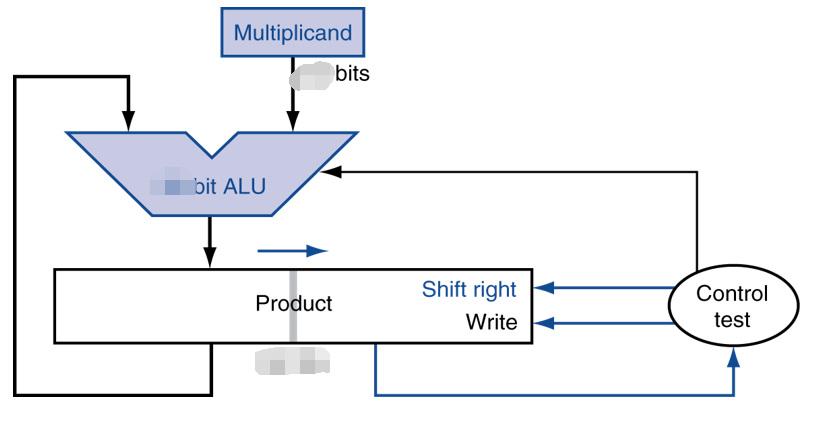 Multiplicand
bits
bit ALU
Shift right
Product
Write
Control
test